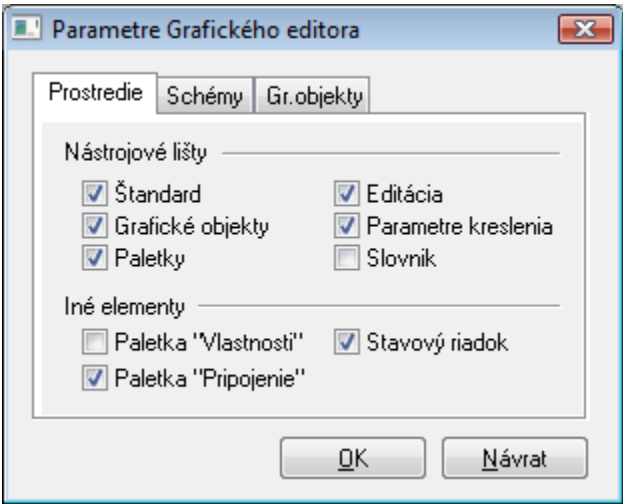 Parametre Grafického editora
Prostredie Schémy Gr.objekty
Nástrojové lišty
Štandard Editácia
Grafické objekty Parametre kreslenia
Paletky Slovnik
Iné elementy
Paletka "Vlastnosti" Stavový riadok
Paletka "Pripojenie"
OK Návrat